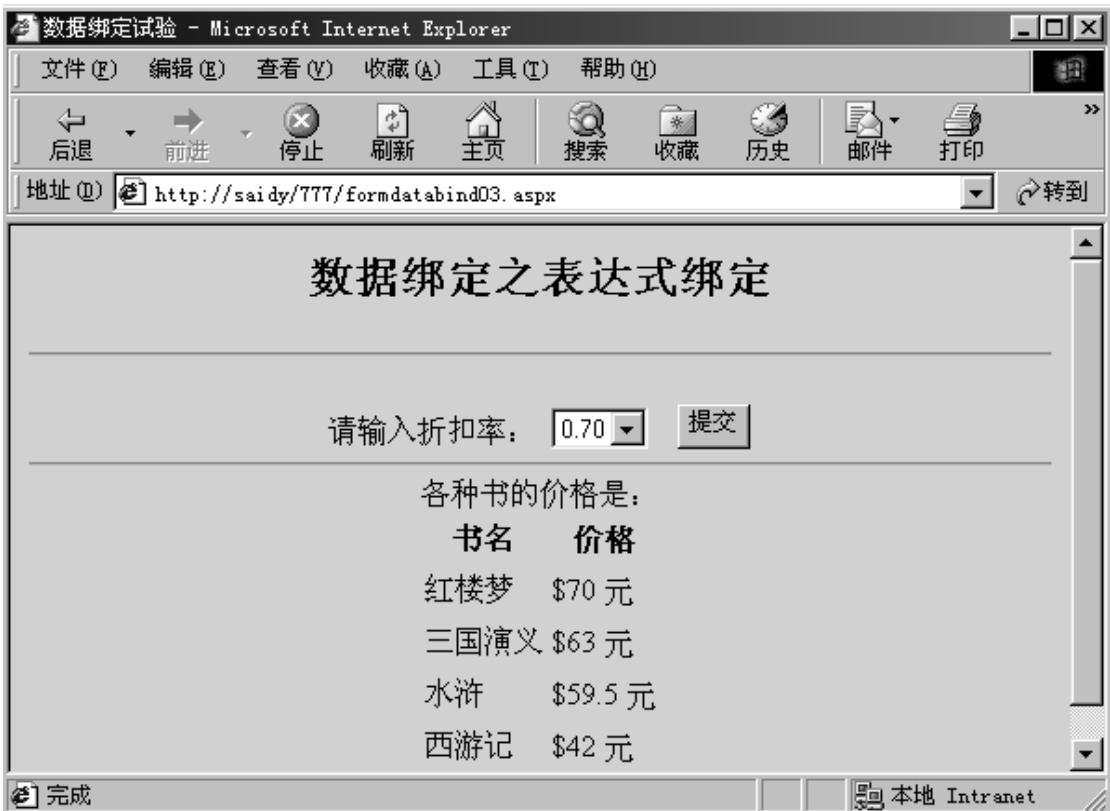 数据绑定试验 - Microsoft Internet Explorer
文件(F) 编辑(E) 查看(V) 收藏(A) 工具(T) 帮助(H)
后退 前进 停止 刷新 主页 搜索 收藏 历史 邮件 打印 »
地址(D) http://saidy/777/formdatabind03.aspx 转到
数据绑定之表达式绑定
请输入折扣率： 0.70 提交
各种书的价格是：
书名 价格
红楼梦 $70 元
三国演义 $63 元
水浒 $59.5 元
西游记 $42 元
完成 本地 Intranet